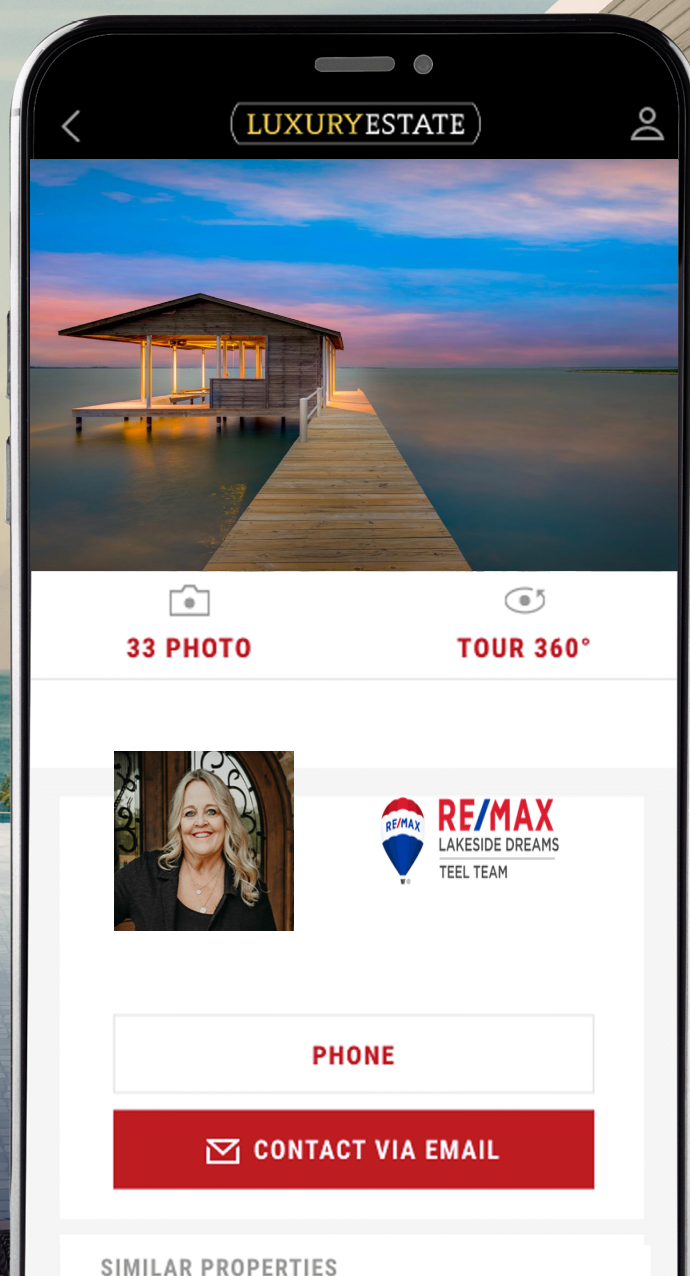 LUXURYESTATE
33 PHOTO
TOUR 360°
RE/MAX
RE/MAX
LAKESIDE DREAMS
TEEL TEAM
PHONE
CONTACT VIA EMAIL
SIMILAR PROPERTIES